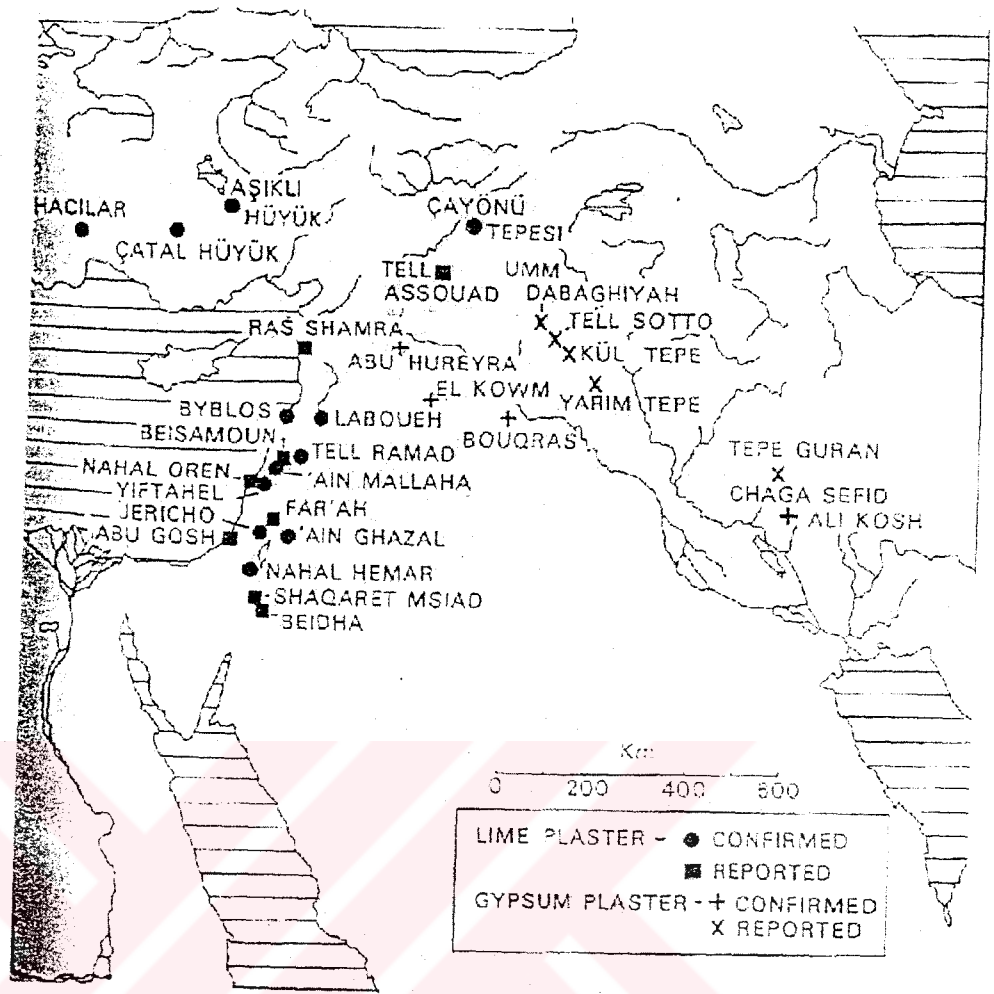 AŞIKLI
HÜYÜK
HACILAR
ÇATAL HÜYÜK
ÇAYÖNÜ
TEPESI
TELL
ASSOUAD
UMM
DABAGHIYAH
TELL SOTTO
KÜL TEPE
YARIM TEPE
RAS SHAMRA
ABU HUREYRA
EL KOWM
BOUQRAS
BYBLOS
LABOUEH
BEISAMOUN
TELL RAMAD
NAHAL OREN
'AIN MALLAHA
YIFTAHEL
JERICHO
FAR'AH
ABU GOSH
'AIN GHAZAL
NAHAL HEMAR
SHAQARET MSIAD
BEIDHA
TEPE GURAN
CHAGA SEFID
ALI KOSH
Km
0 200 400 600
LIME PLASTER - ● CONFIRMED
■ REPORTED
GYPSUM PLASTER - + CONFIRMED
X REPORTED